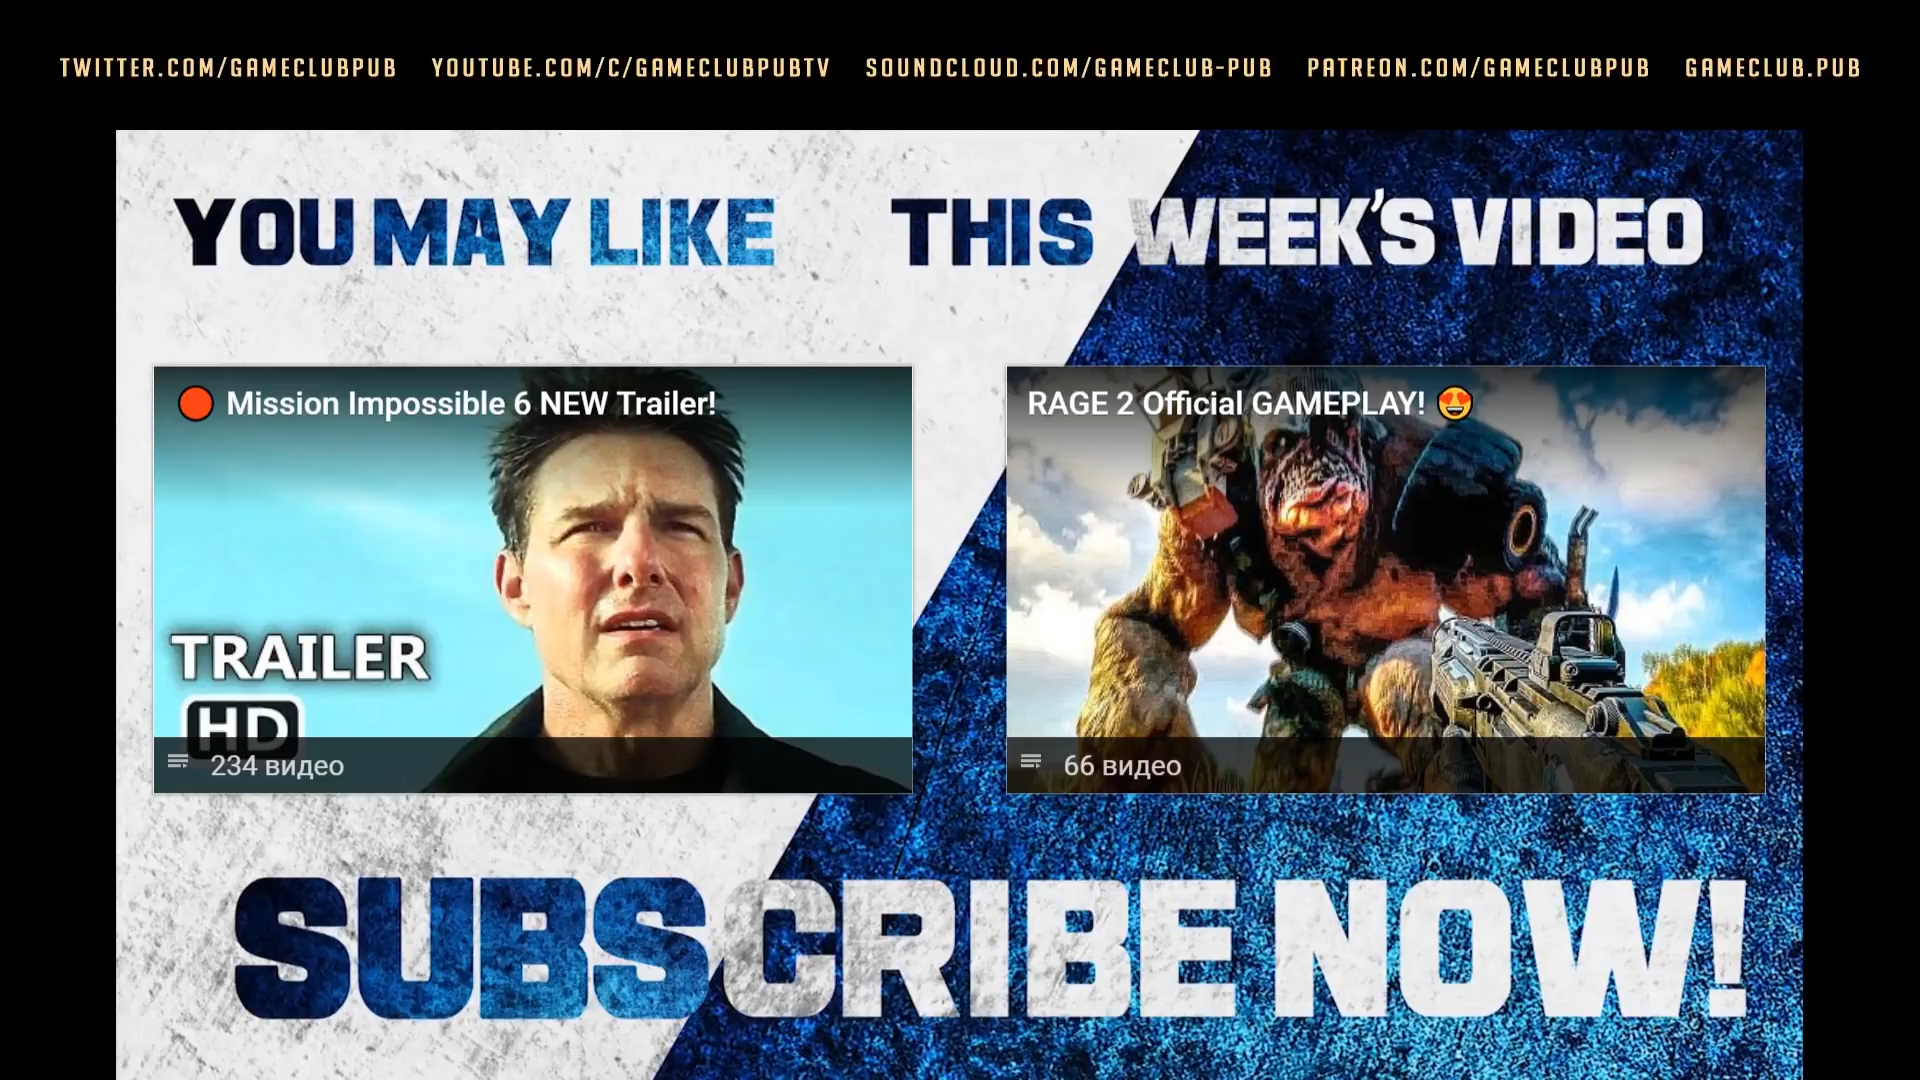 TWITTER.COM/GAMECLUBPUB YOUTUBE.COM/C/GAMECLUBPUBTV SOUNDCLOUD.COM/GAMECLUB-PUB PATREON.COM/GAMECLUBPUB GAMECLUB.PUB
YOU MAY LIKE
THIS WEEK'S VIDEO
Mission Impossible 6 NEW Trailer!
TRAILER
HD
234 видео
RAGE 2 Official GAMEPLAY! 😍
66 видео
SUBSCRIBE NOW!